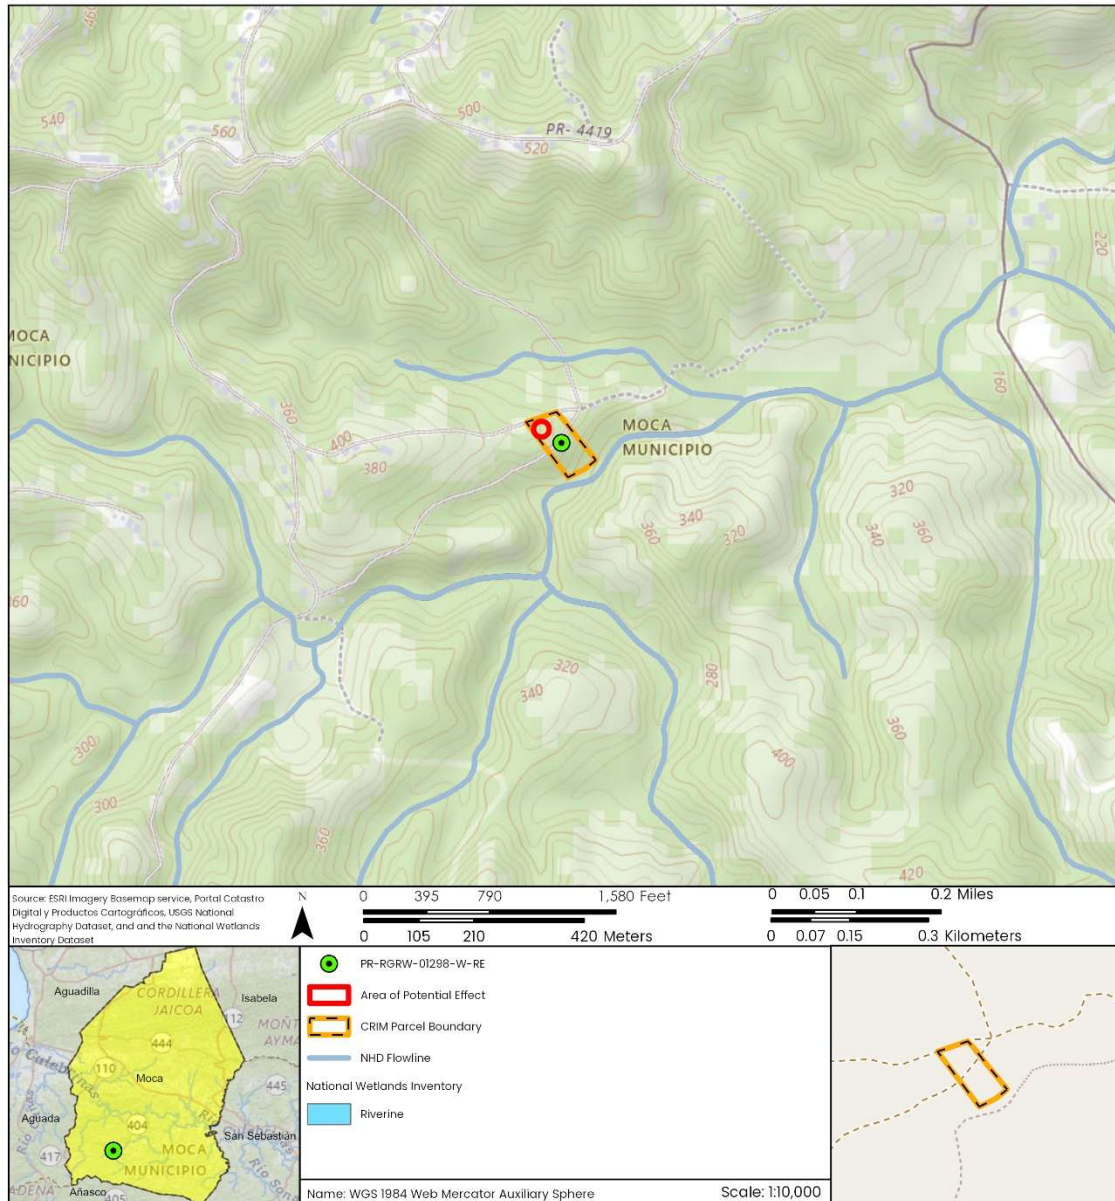 460
540
560
500
PR- 4419
520
220
MOCA
NICIPIO
360
400
380
160
MOCA
MUNICIPIO
320
340
360
320
340
360
360
320
340
280
360
300
400
300
360
420
Source: ESRI Imagery Basemap service, Portal Catastro
Digital y Productos Cartográficos, USGS National
Hydrography Dataset, and and the National Wetlands
Inventory Dataset
N
0 395 790 1,580 Feet
0 105 210 420 Meters
0 0.05 0.1 0.2 Miles
0 0.07 0.15 0.3 Kilometers
Aguadilla
CORDILLERA
JAICOA
Isabela
112
444
110
Moca
445
Aguada
404
San Sebastián
417
MOCA
MUNICIPIO
Añasco
405
PR-RGRW-01298-W-RE
Area of Potential Effect
CRIM Parcel Boundary
NHD Flowline
National Wetlands Inventory
Riverine
Name: WGS 1984 Web Mercator Auxiliary Sphere
Scale: 1:10,000